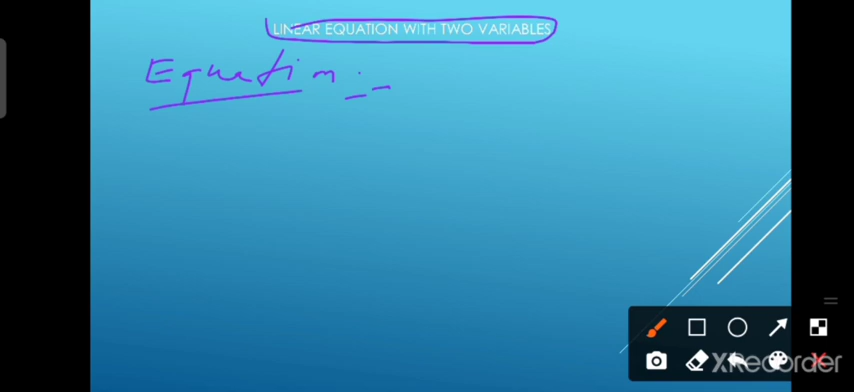 LINEAR EQUATION WITH TWO VARIABLES
Equation :-
XRecorder